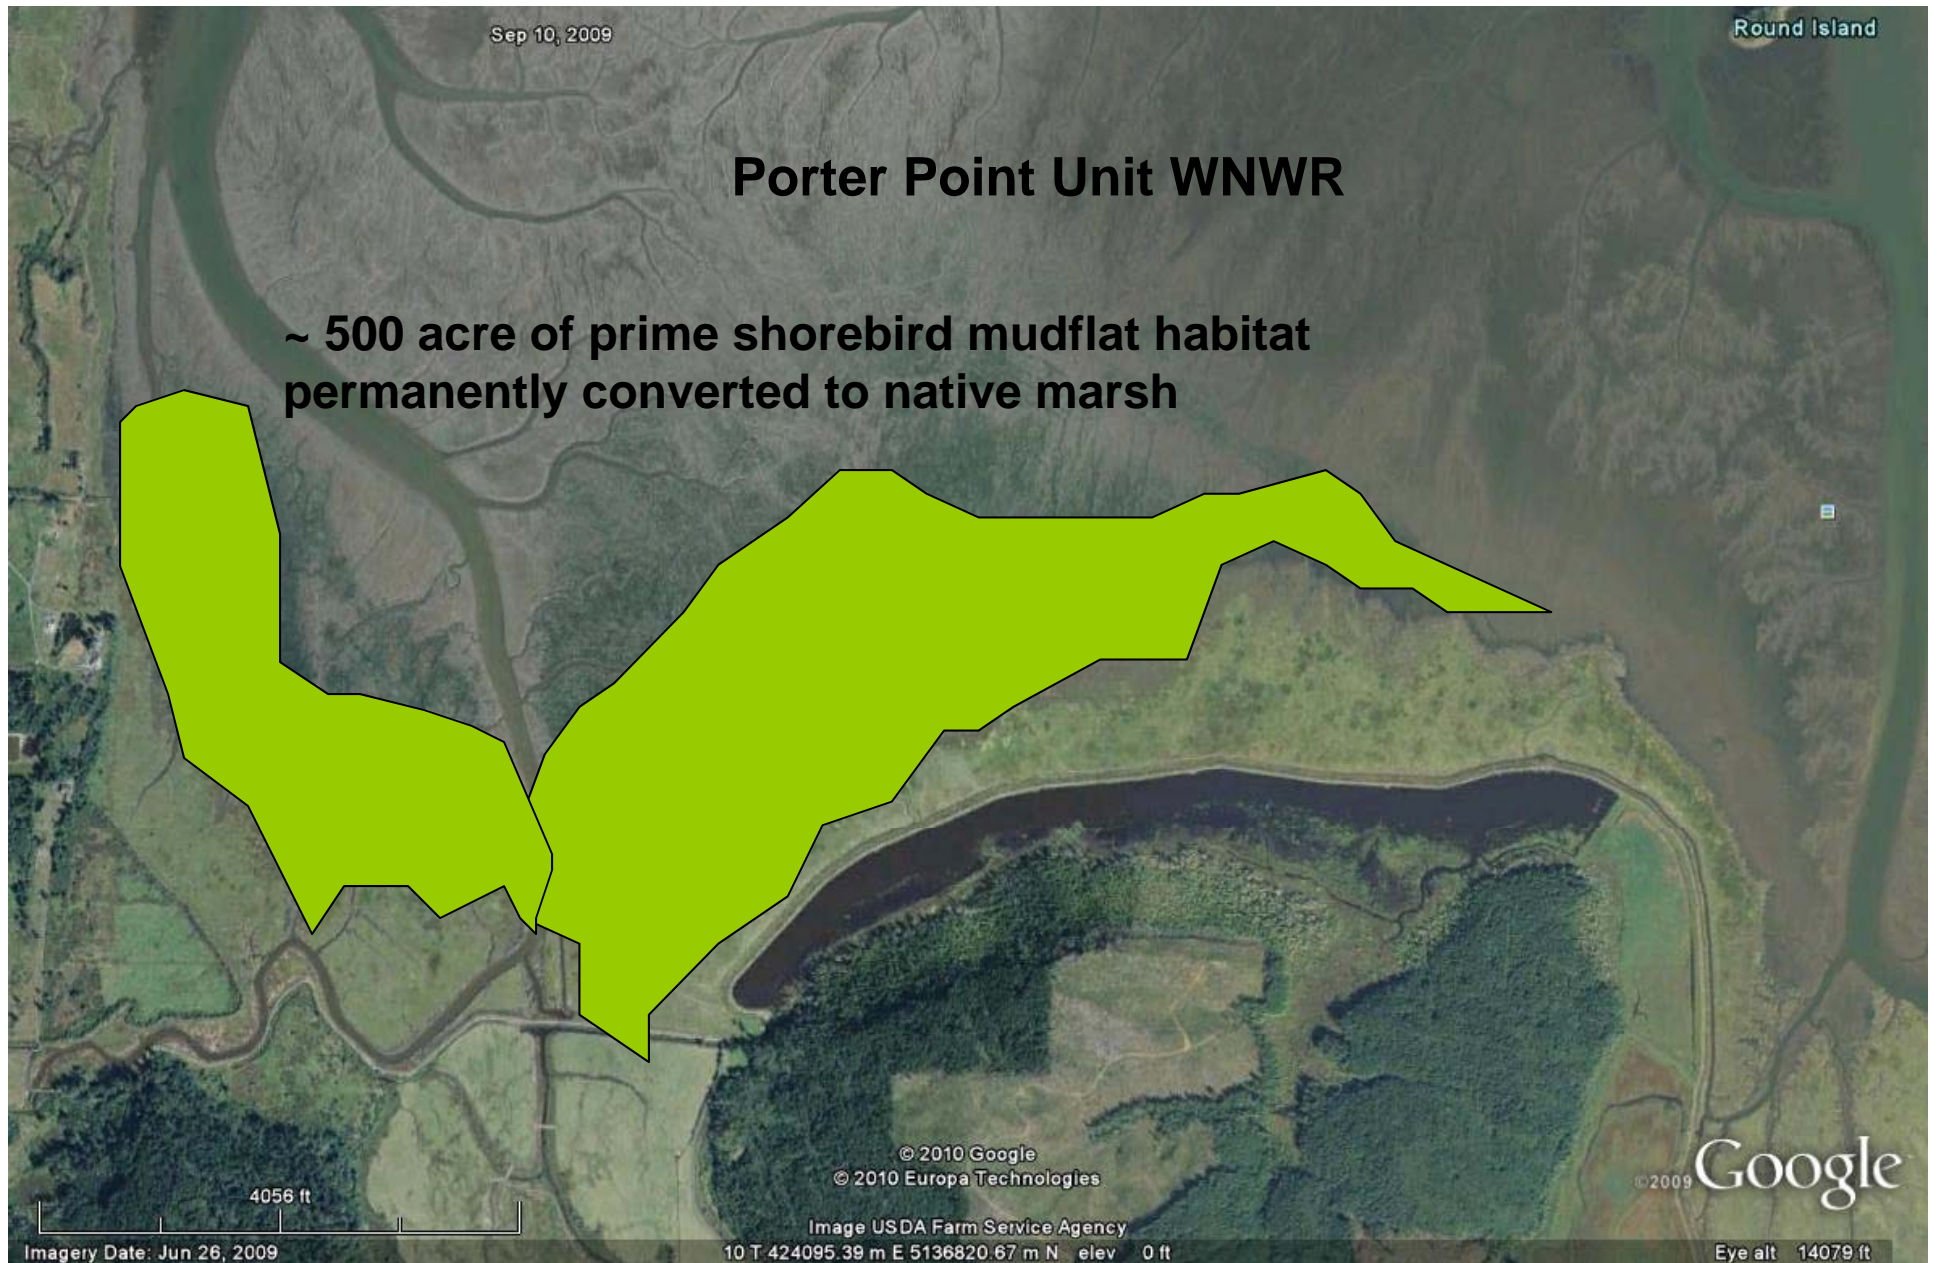 Sep 10, 2009
Round Island
Porter Point Unit WNWR
~ 500 acre of prime shorebird mudflat habitat
permanently converted to native marsh
© 2010 Google
© 2010 Europa Technologies
©2009 Google
4056 ft
Image USDA Farm Service Agency
Imagery Date: Jun 26, 2009
10 T 424095.39 m E 5136820.67 m N elev 0 ft
Eye alt 14079 ft